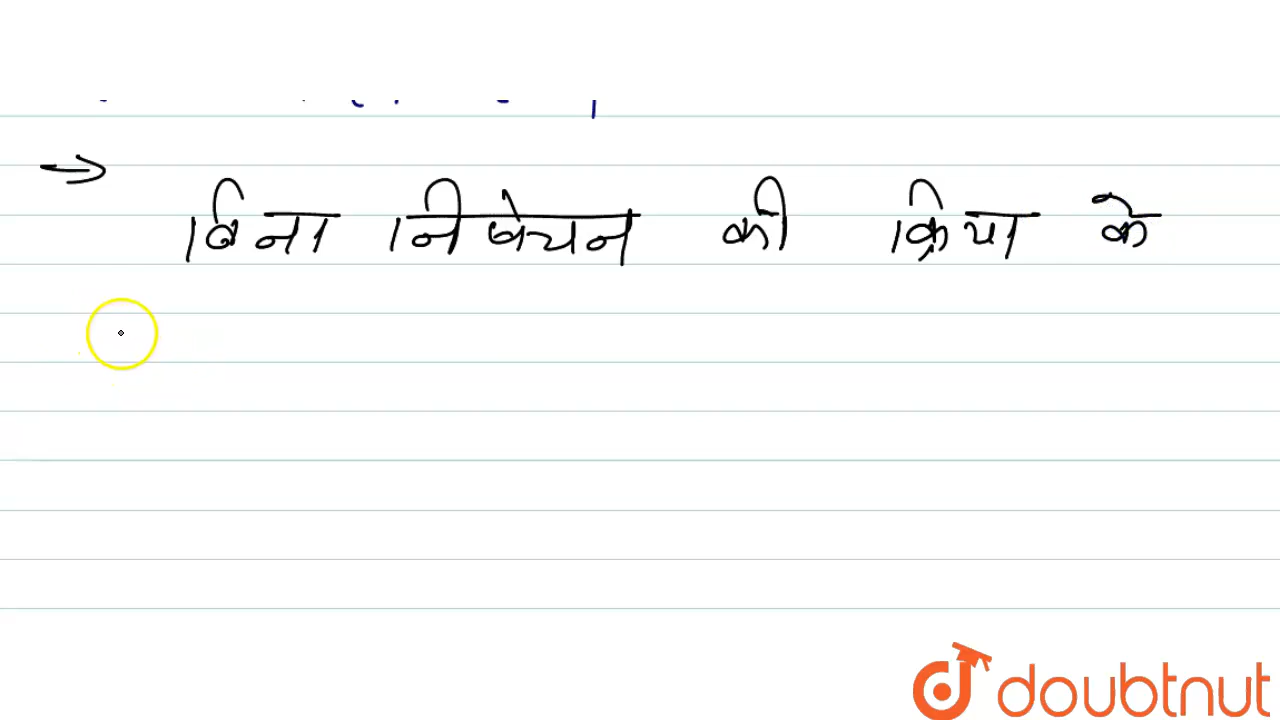 → बिना निषेचन की क्रिया के
doubtnut